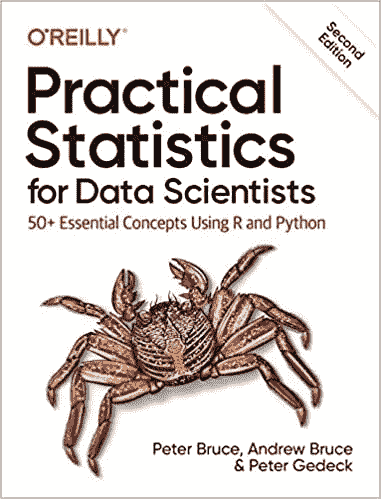 O'REILLY®
Second
Edition
Practical
Statistics
for Data Scientists
50+ Essential Concepts Using R and Python
Peter Bruce, Andrew Bruce
& Peter Gedeck